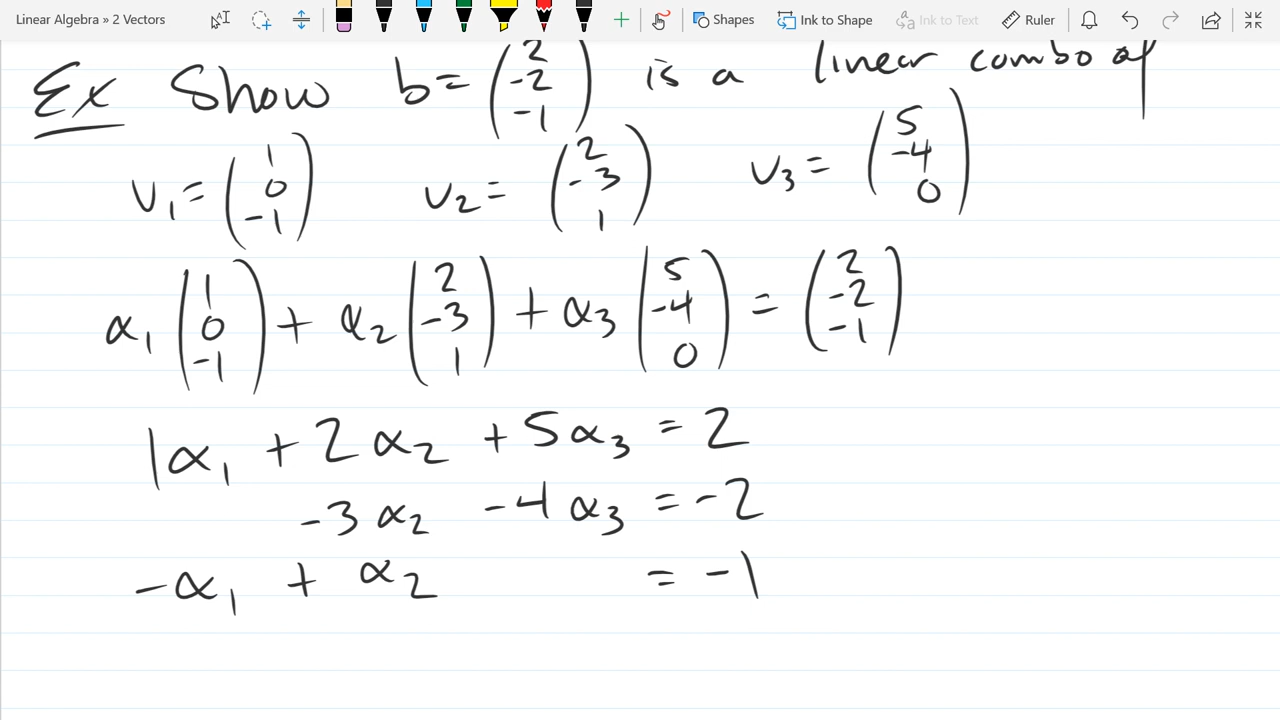 Linear Algebra » 2 Vectors Shapes Ink to Shape Ink to Text Ruler
Ex Show b = (2 -2 -1) is a linear combo of
v₁ = (1 0 -1) v₂ = (2 -3 1) v₃ = (5 -4 0)
α₁ (1 0 -1) + α₂ (2 -3 1) + α₃ (5 -4 0) = (2 -2 -1)
1α₁ + 2α₂ + 5α₃ = 2
-3α₂ -4α₃ = -2
-α₁ + α₂ = -1